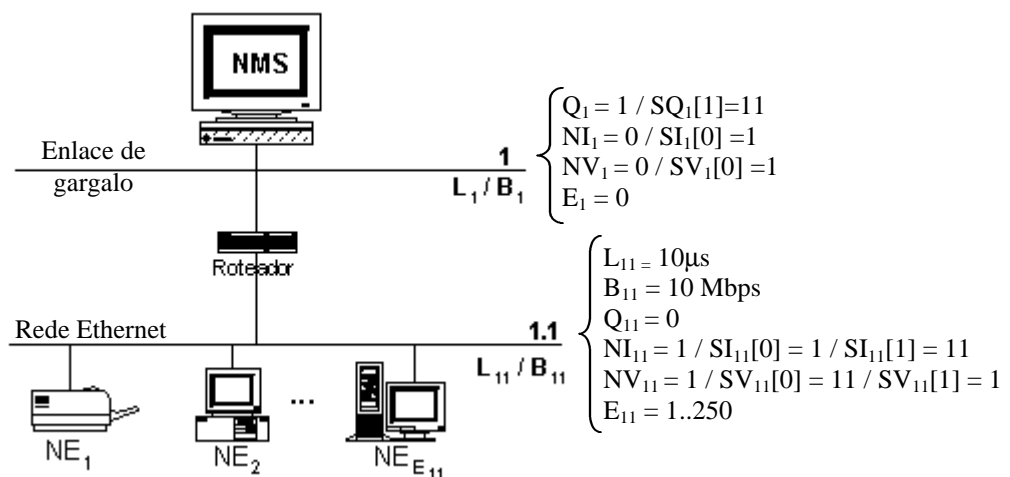 NMS
Enlace de
gargalo
1
L1 / B1
Q1 = 1 / SQ1[1]=11
NI1 = 0 / SI1[0] =1
NV1 = 0 / SV1[0] =1
E1 = 0
Roteador
Rede Ethernet
1.1
L11 / B11
L11 = 10μs
B11 = 10 Mbps
Q11 = 0
NI11 = 1 / SI11[0] = 1 / SI11[1] = 11
NV11 = 1 / SV11[0] = 11 / SV11[1] = 1
E11 = 1..250
...
NE1
NE2
NEE11